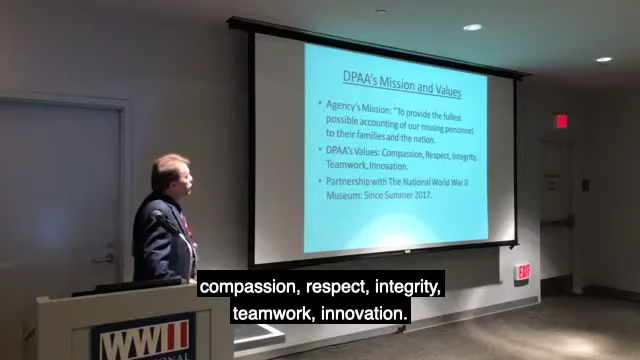 DPAA's Mission and Values
• Agency's Mission: "To provide the fullest
possible accounting of our missing personnel
to their families and the nation.
• DPAA's Values: Compassion, Respect, Integrity,
Teamwork, Innovation.
• Partnership with The National World War II
Museum: Since Summer 2017.
EXIT
compassion, respect, integrity,
teamwork, innovation.
WWII
NATIONAL